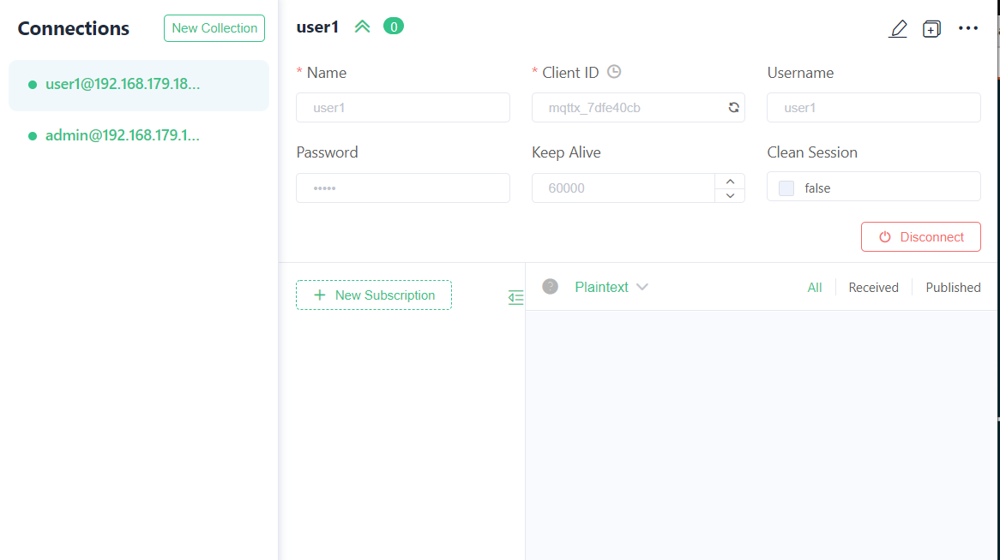 Connections
New Collection
user1@192.168.179.18...
admin@192.168.179.1...
user1
0
* Name
* Client ID
Username
user1
mqttx_7dfe40cb
user1
Password
Keep Alive
Clean Session
•••••
60000
false
Disconnect
+ New Subscription
?
Plaintext
All
Received
Published